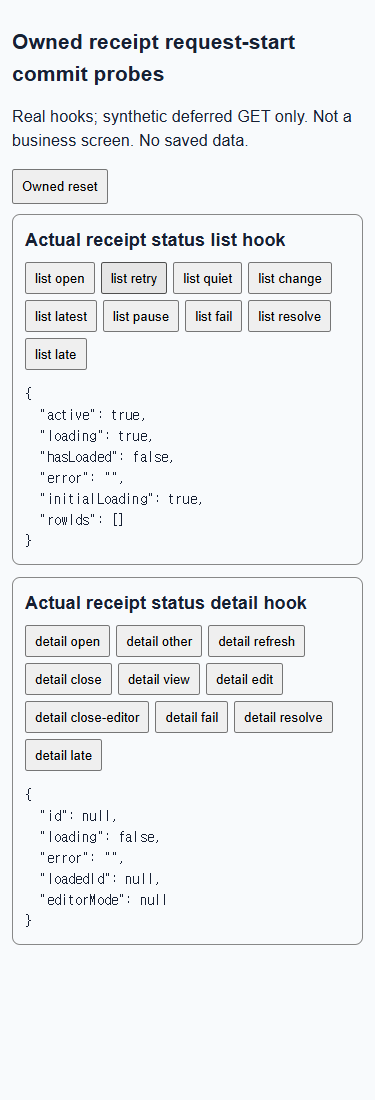 Owned receipt request-start
commit probes
Real hooks; synthetic deferred GET only. Not a
business screen. No saved data.
Owned reset
Actual receipt status list hook
list open list retry list quiet list change
list latest list pause list fail list resolve
list late
{
"active": true,
"loading": true,
"hasLoaded": false,
"error": "",
"initialLoading": true,
"rowIds": []
}
Actual receipt status detail hook
detail open detail other detail refresh
detail close detail view detail edit
detail close-editor detail fail detail resolve
detail late
{
"id": null,
"loading": false,
"error": "",
"loadedId": null,
"editorMode": null
}